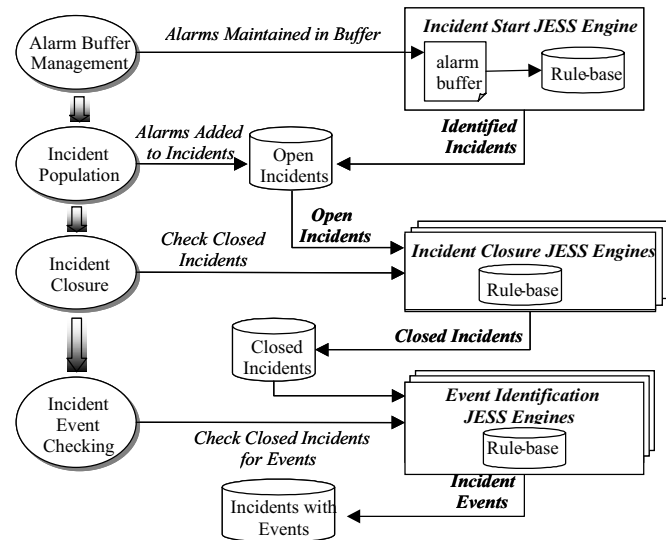 Alarm Buffer
Management
Alarms Maintained in Buffer
Incident Start JESS Engine
alarm
buffer
Rule-base
Identified
Incidents
Incident
Population
Alarms Added
to Incidents
Open
Incidents
Open
Incidents
Incident
Closure
Check Closed
Incidents
Incident Closure JESS Engines
Rule-base
Closed Incidents
Closed
Incidents
Incident
Event
Checking
Check Closed Incidents
for Events
Event Identification
JESS Engines
Rule-base
Incident
Events
Incidents with
Events